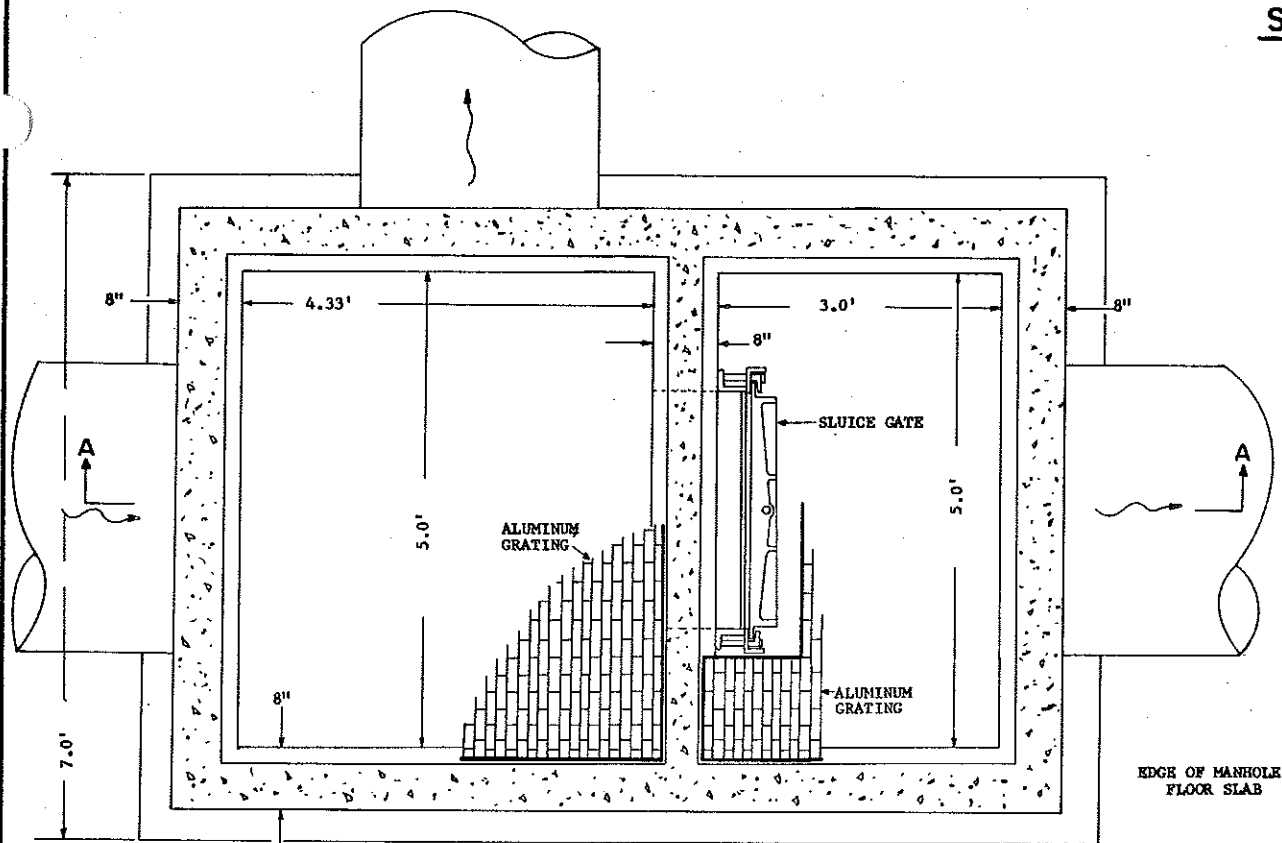 S
8"
4.33'
3.0'
8"
8"
SLUICE GATE
A
A
5.0'
5.0'
ALUMINUM
GRATING
8"
ALUMINUM
GRATING
7.0'
EDGE OF MANHOLE
FLOOR SLAB